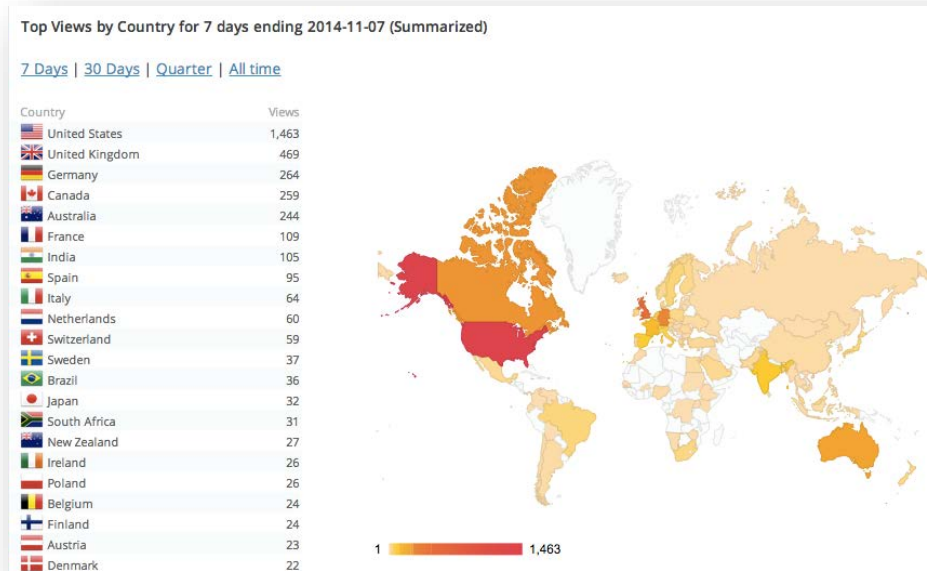 Top Views by Country for 7 days ending 2014-11-07 (Summarized)
7 Days | 30 Days | Quarter | All time
Country Views
United States 1,463
United Kingdom 469
Germany 264
Canada 259
Australia 244
France 109
India 105
Spain 95
Italy 64
Netherlands 60
Switzerland 59
Sweden 37
Brazil 36
Japan 32
South Africa 31
New Zealand 27
Ireland 26
Poland 26
Belgium 24
Finland 24
Austria 23
Denmark 22
1 1,463